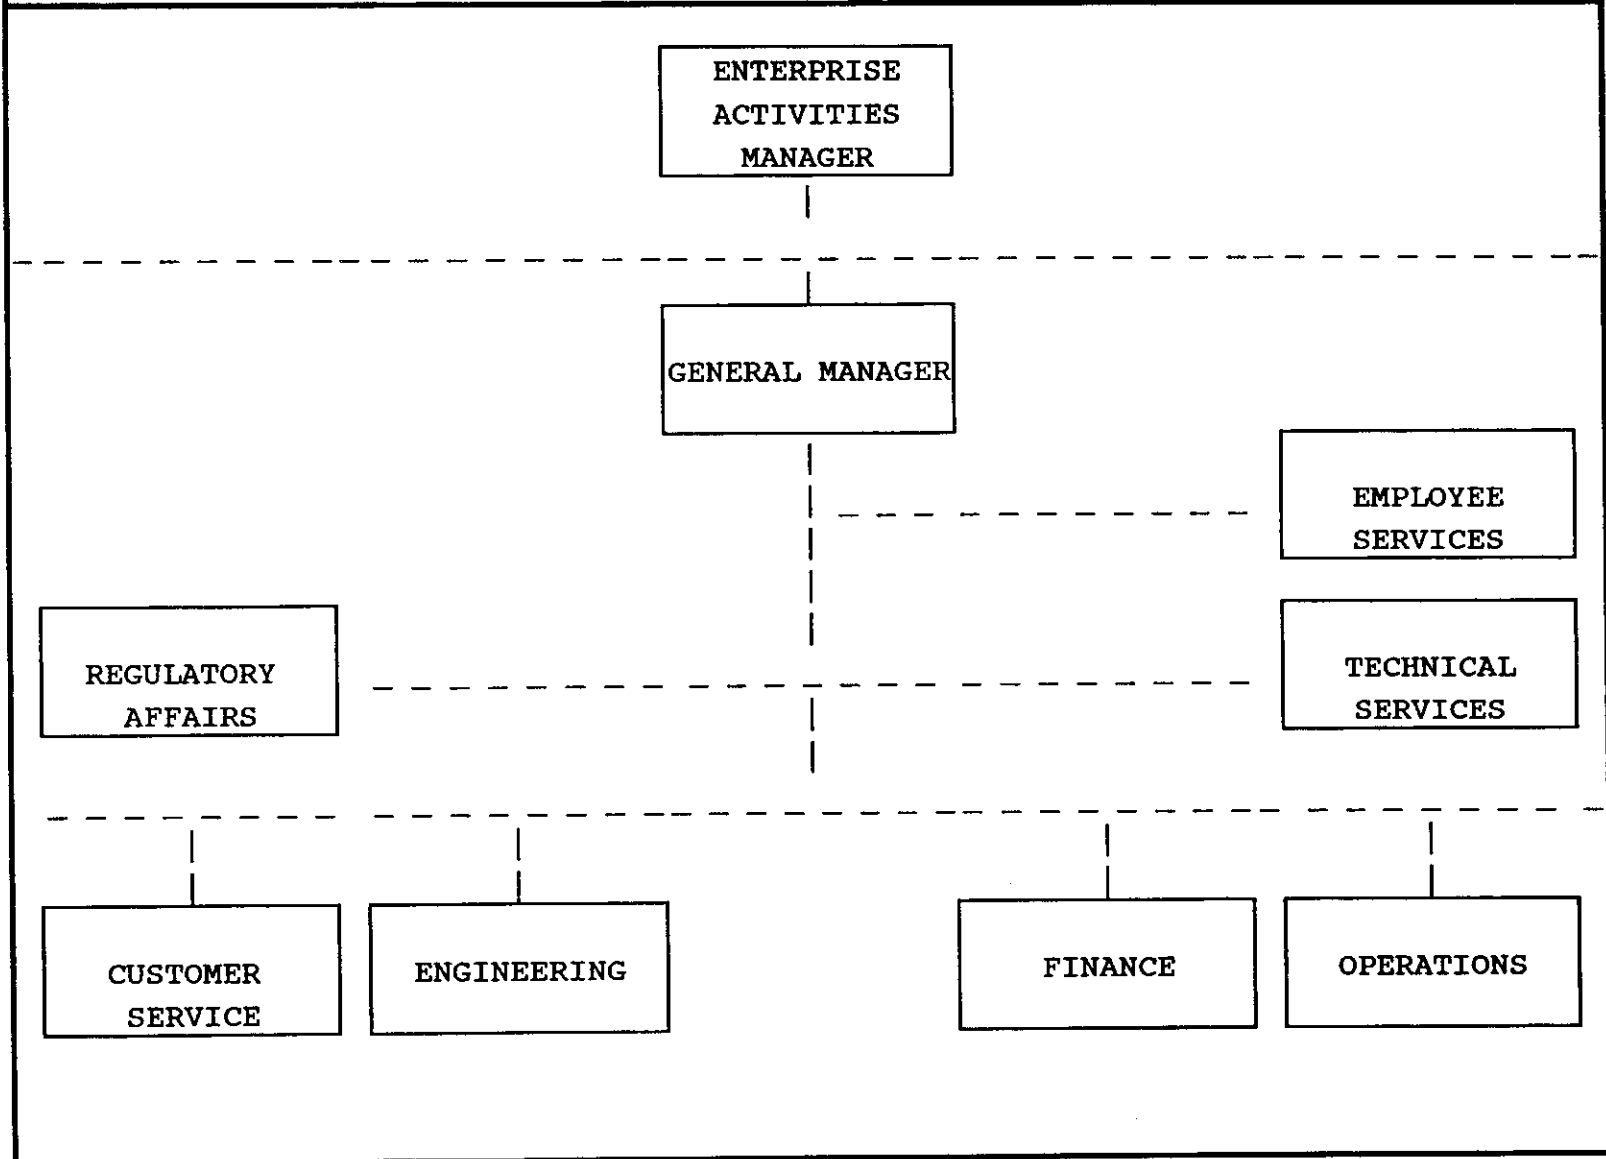 ENTERPRISE
ACTIVITIES
MANAGER
GENERAL MANAGER
EMPLOYEE
SERVICES
REGULATORY
AFFAIRS
TECHNICAL
SERVICES
CUSTOMER
SERVICE
ENGINEERING
FINANCE
OPERATIONS